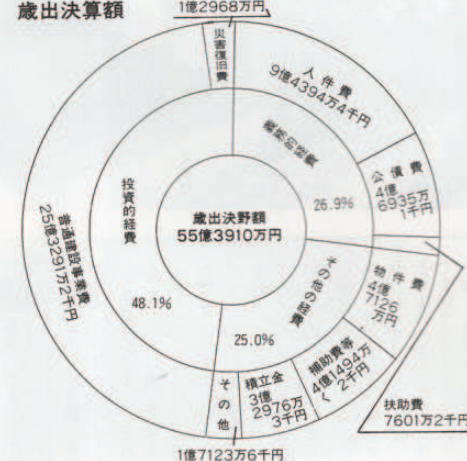 歳出決算額
1億2968万円
災害復旧費
人件費
9億4394万4千円
義務的経費
26.9%
公債費
4億
6935万
1千円
投資的経費
48.1%
普通建設事業費
25億3291万2千円
歳出決野額
55億3910万円
その他の経費
25.0%
物件費
4億
7126
万円
補助費等
4億1494万
2千円
積立金
3億
2976万
3千円
その他
扶助費
7601万2千円
1億7123万6千円